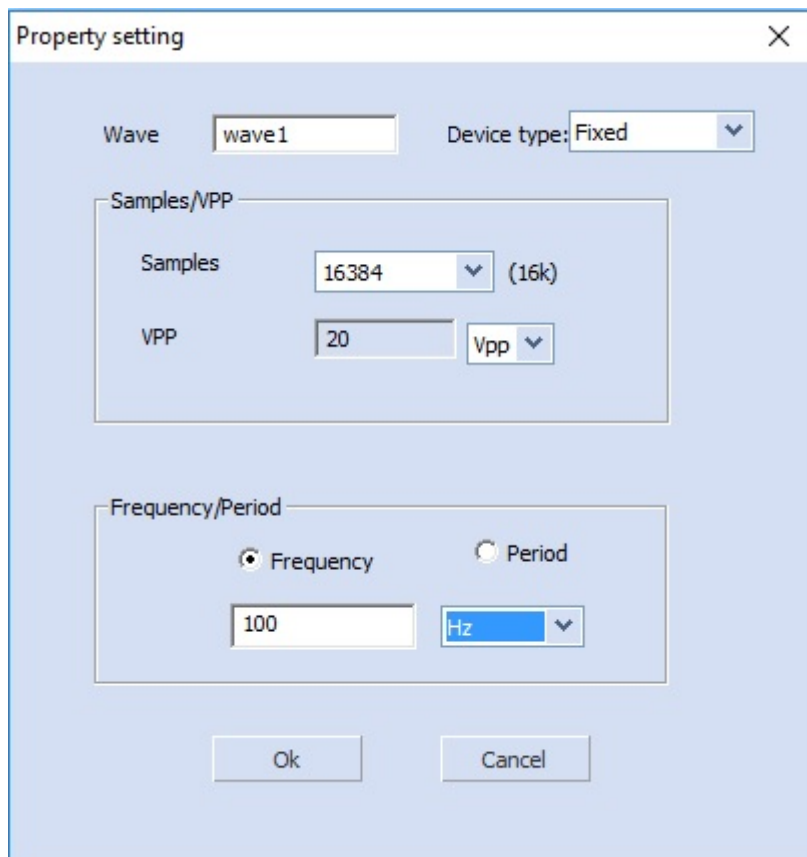 Property setting
Wave wave1 Device type: Fixed
Samples/VPP
Samples 16384 (16k)
VPP 20 Vpp
Frequency/Period
Frequency Period
100 Hz
Ok Cancel